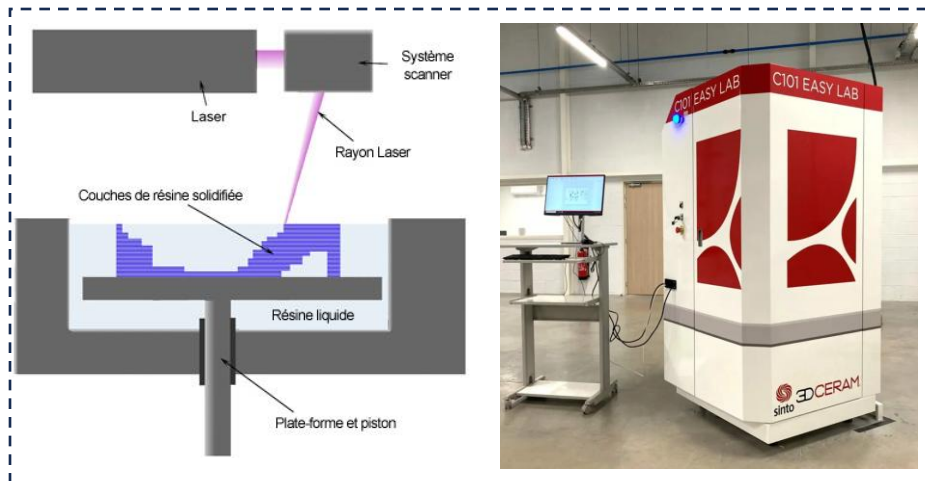 Laser
Système
scanner
Rayon Laser
Couches de résine solidifiée
Résine liquide
Plate-forme et piston
C101 EASY LAB
C101 EASY LAB
sinto
3DCERAM